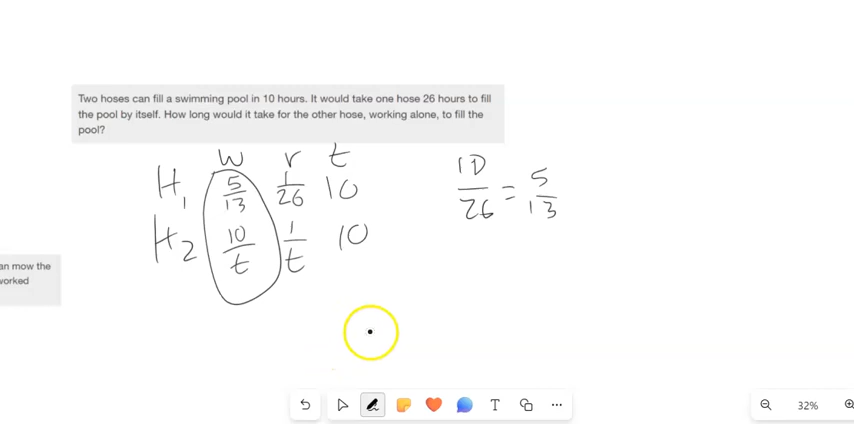 Two hoses can fill a swimming pool in 10 hours. It would take one hose 26 hours to fill
the pool by itself. How long would it take for the other hose, working alone, to fill the
pool?
w r t
H₁ 5/13 1/26 10
10/26 = 5/13
H₂ 10/t 1/t 10
an mow the
worked
T
32%